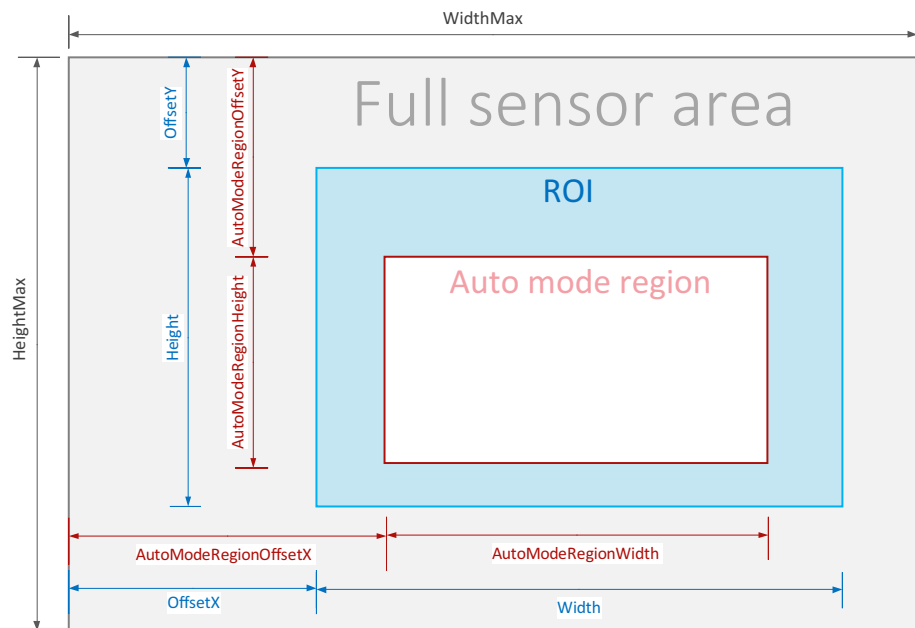 WidthMax
Full sensor area
OffsetY
AutoModeRegionOffsetY
ROI
Auto mode region
HeightMax
Height
AutoModeRegionHeight
AutoModeRegionOffsetX
AutoModeRegionWidth
OffsetX
Width